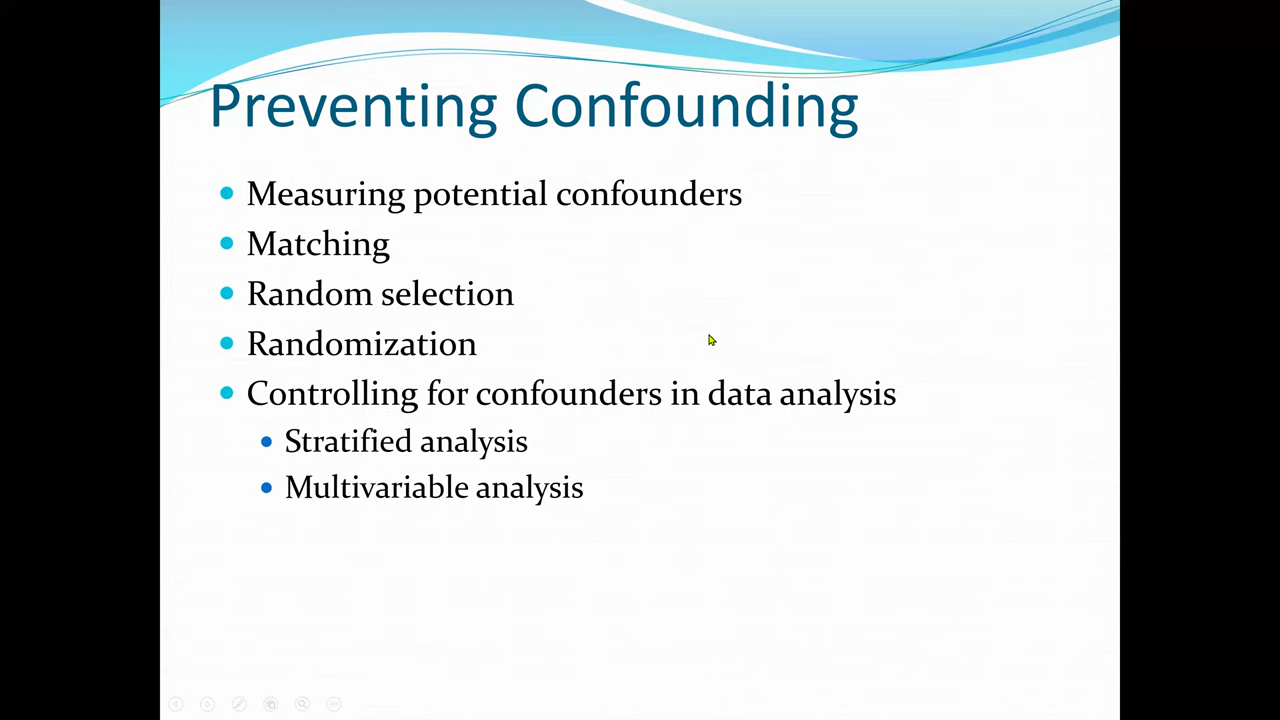 Preventing Confounding
Measuring potential confounders
Matching
Random selection
Randomization
Controlling for confounders in data analysis
Stratified analysis
Multivariable analysis